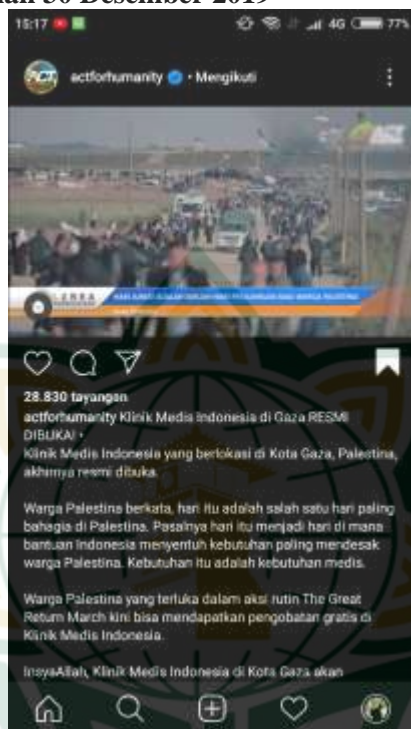 30 Desember 2019
15:17
4G
77%
actforhumanity • Mengikuti
ACT
28.830 tayangan
actforhumanity Klinik Medis Indonesia di Gaza RESMI
DIBUKA! •
Klinik Medis Indonesia yang berlokasi di Kota Gaza, Palestina,
akhirnya resmi dibuka.
Warga Palestina berkata, hari itu adalah salah satu hari paling
bahagia di Palestina. Pasalnya hari itu menjadi hari di mana
bantuan Indonesia menyentuh kebutuhan paling mendesak
warga Palestina. Kebutuhan itu adalah kebutuhan medis.
Warga Palestina yang terluka dalam aksi rutin The Great
Return March kini bisa mendapatkan pengobatan gratis di
Klinik Medis Indonesia.
InsyaAllah, Klinik Medis Indonesia di Kota Gaza akan